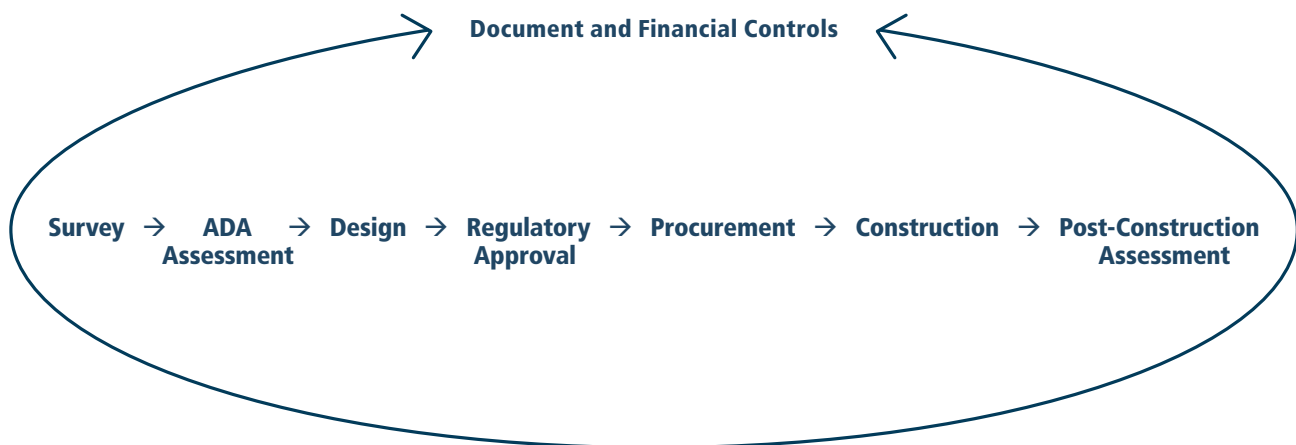 Document and Financial Controls
Survey → ADA → Design → Regulatory → Procurement → Construction → Post-Construction
Assessment Approval Assessment